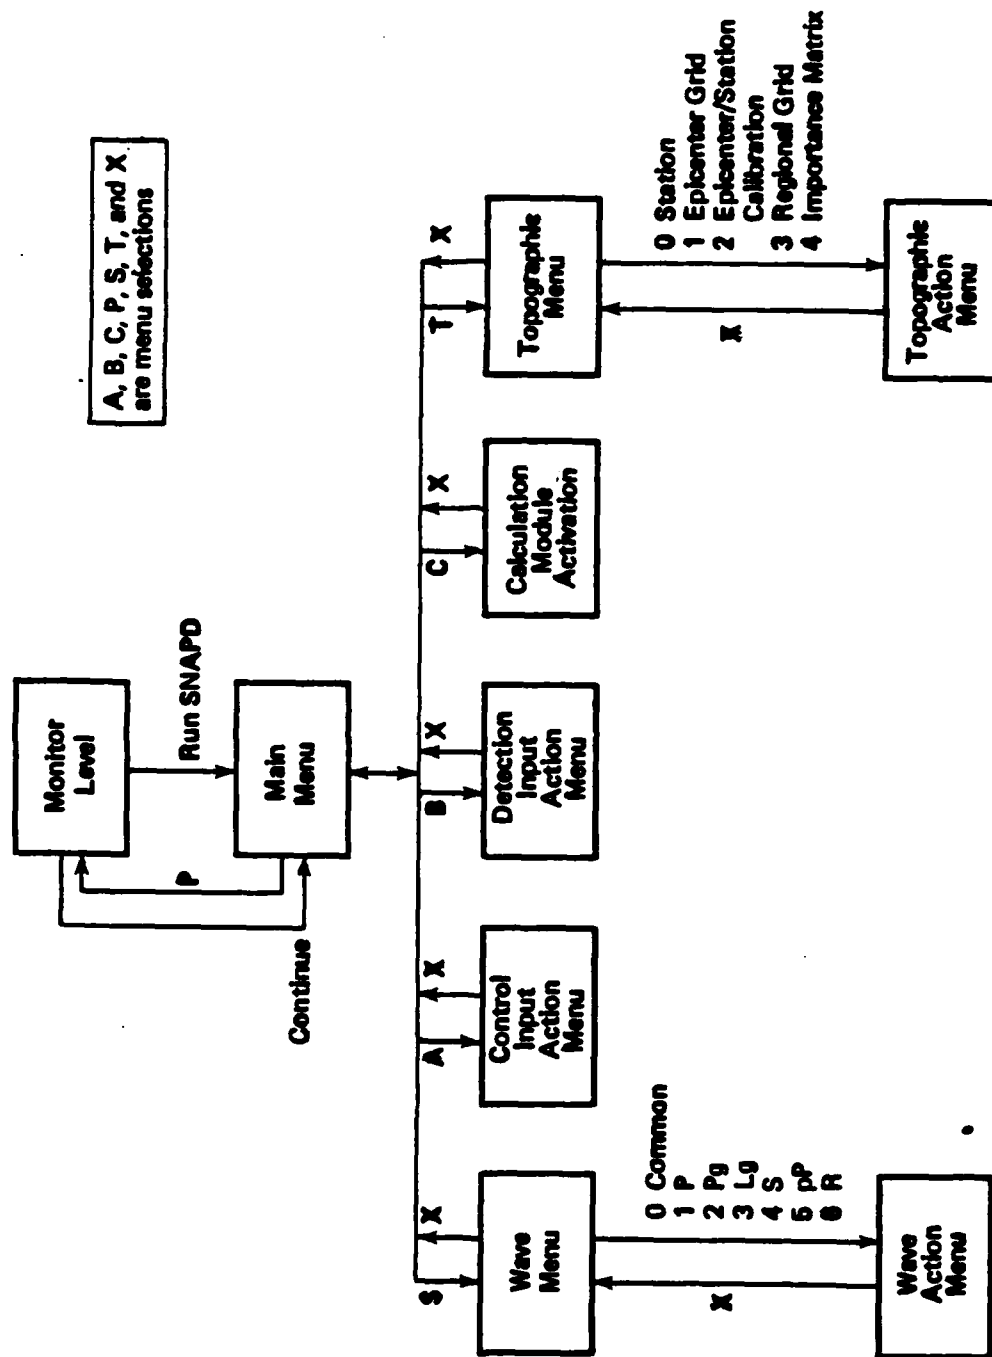 A, B, C, P, S, T, and X
are menu selections
Monitor
Level
Run SNAPD
P
Continue
Main
Menu
S
X
A
X
B
X
C
X
T
X
Wave
Menu
Control
Input
Action
Menu
Detection
Input
Action
Menu
Calculation
Module
Activation
Topographic
Menu
X
0 Common
1 P
2 Pg
3 Lg
4 S
5 pP
6 R
X
0 Station
1 Epicenter Grid
2 Epicenter/Station
Calibration
3 Regional Grid
4 Importance Matrix
Wave
Action
Menu
Topographic
Action
Menu